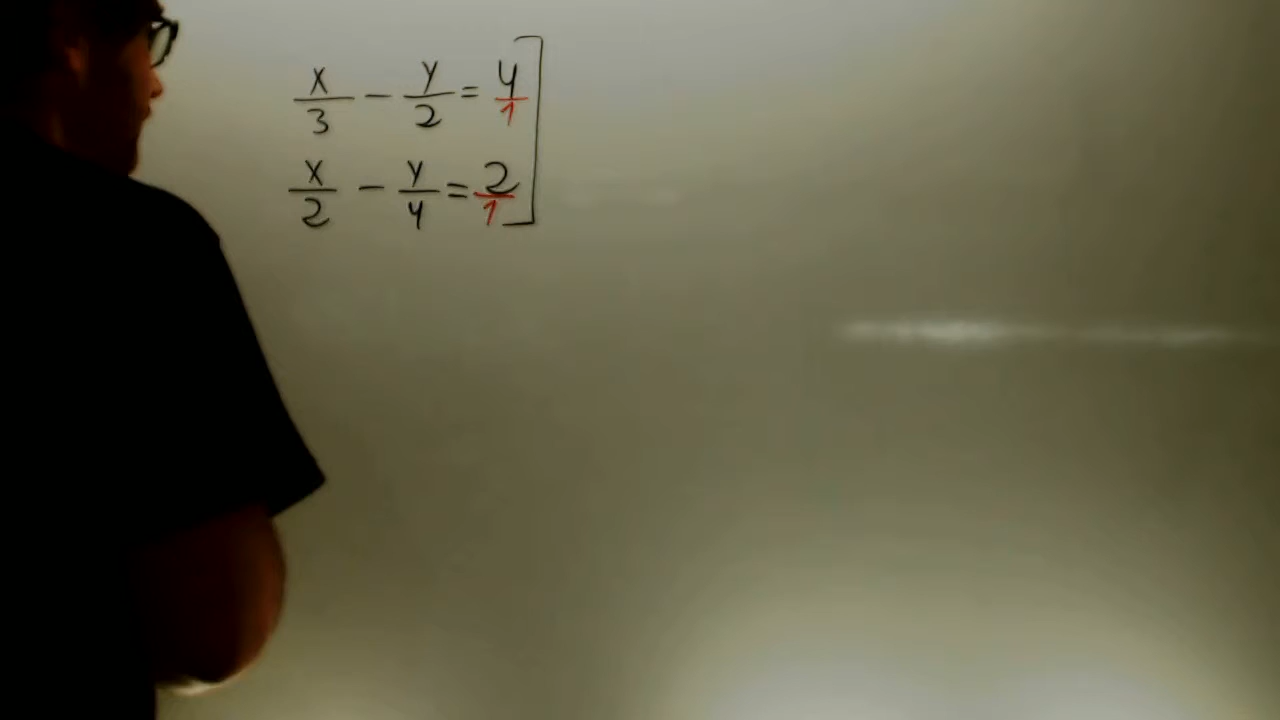 x/3 - y/2 = 4/1
x/2 - y/4 = 2/1